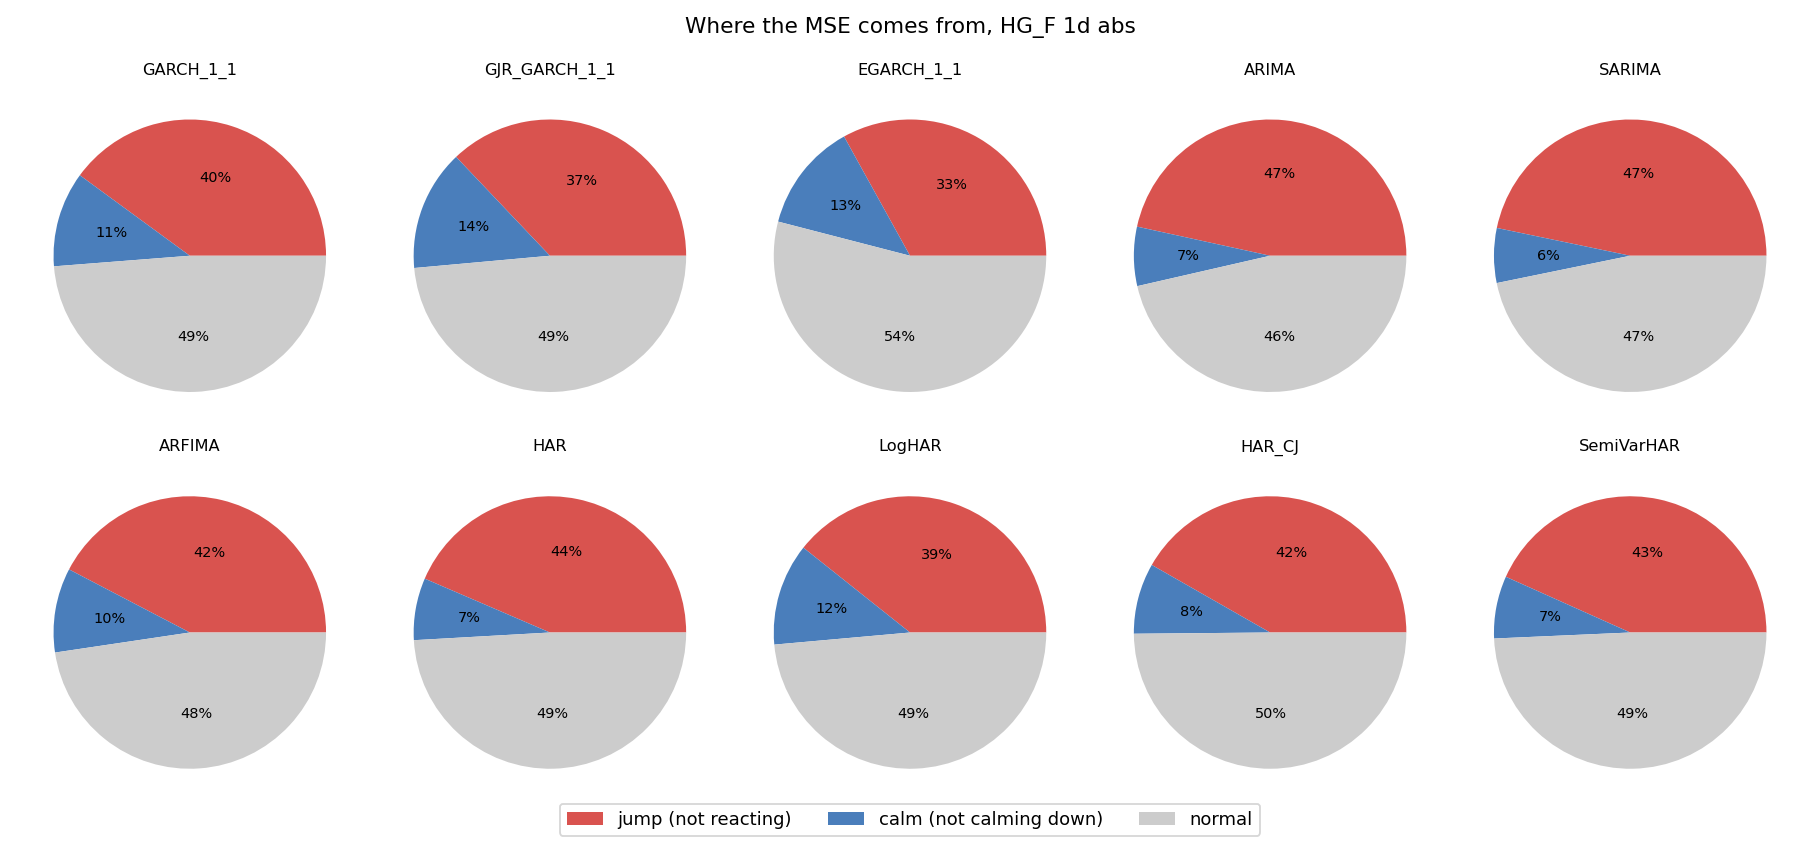 Where the MSE comes from, HG_F 1d abs
GARCH_1_1
40%
11%
49%
GJR_GARCH_1_1
37%
14%
49%
EGARCH_1_1
33%
13%
54%
ARIMA
47%
7%
46%
SARIMA
47%
6%
47%
ARFIMA
42%
10%
48%
HAR
44%
7%
49%
LogHAR
39%
12%
49%
HAR_CJ
42%
8%
50%
SemiVarHAR
43%
7%
49%
jump (not reacting)
calm (not calming down)
normal